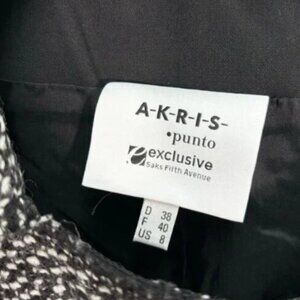 A-K-R-I-S-
•punto
e exclusive
Saks Fifth Avenue
D 38
F 40
US 8